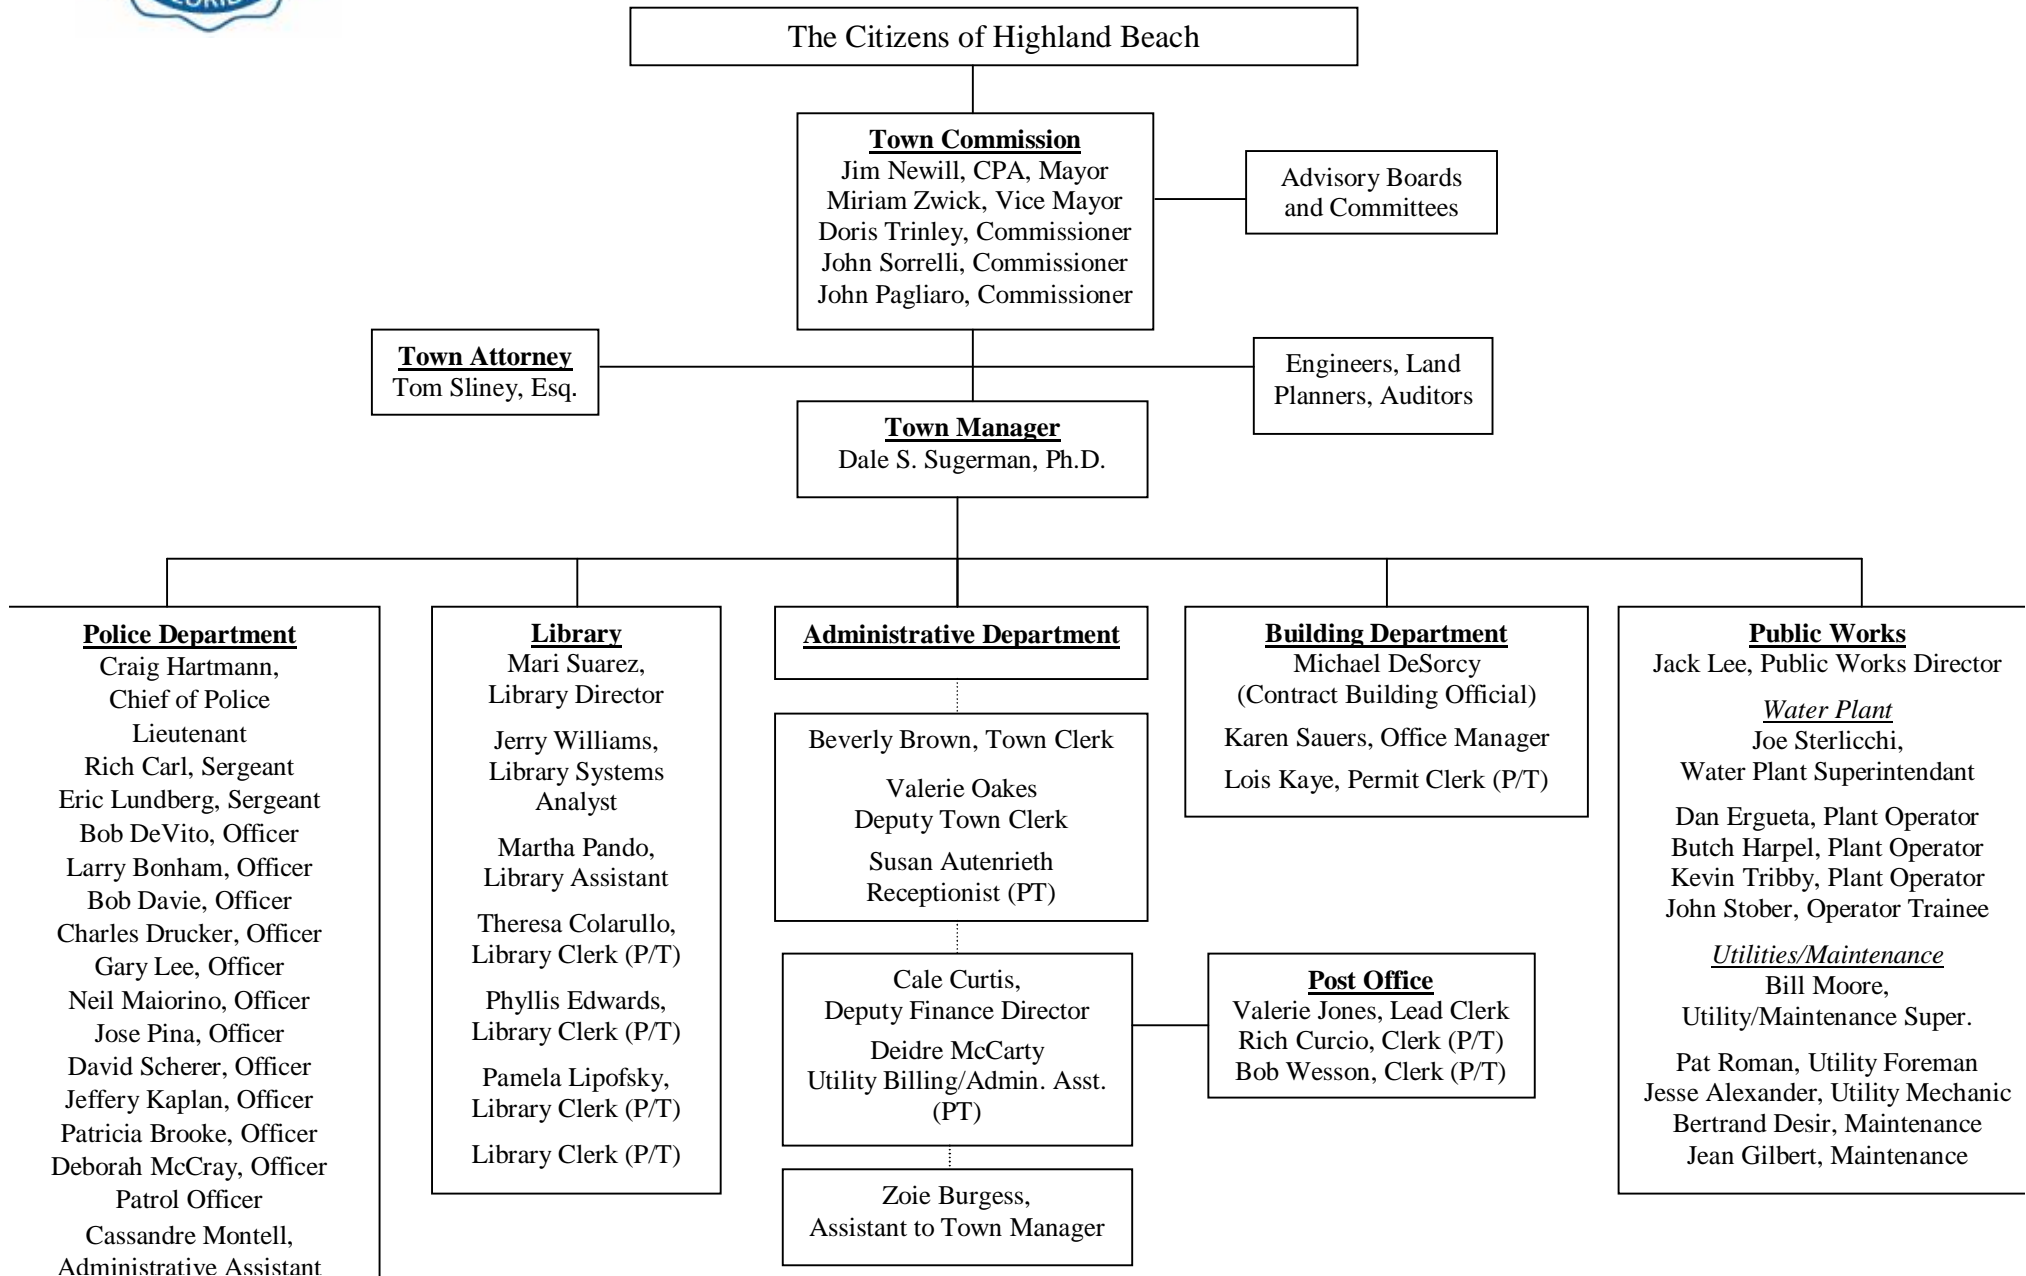 The Citizens of Highland Beach
Town Commission
Jim Newill, CPA, Mayor
Miriam Zwick, Vice Mayor
Doris Trinley, Commissioner
John Sorrelli, Commissioner
John Pagliaro, Commissioner
Advisory Boards
and Committees
Town Attorney
Tom Sliney, Esq.
Engineers, Land
Planners, Auditors
Town Manager
Dale S. Sugerman, Ph.D.
Police Department
Craig Hartmann,
Chief of Police
Lieutenant
Rich Carl, Sergeant
Eric Lundberg, Sergeant
Bob DeVito, Officer
Larry Bonham, Officer
Bob Davie, Officer
Charles Drucker, Officer
Gary Lee, Officer
Neil Maiorino, Officer
Jose Pina, Officer
David Scherer, Officer
Jeffery Kaplan, Officer
Patricia Brooke, Officer
Deborah McCray, Officer
Patrol Officer
Cassandre Montell,
Administrative Assistant
Library
Mari Suarez,
Library Director
Jerry Williams,
Library Systems
Analyst
Martha Pando,
Library Assistant
Theresa Colarullo,
Library Clerk (P/T)
Phyllis Edwards,
Library Clerk (P/T)
Pamela Lipofsky,
Library Clerk (P/T)
Library Clerk (P/T)
Administrative Department
Beverly Brown, Town Clerk
Valerie Oakes
Deputy Town Clerk
Susan Autenrieth
Receptionist (PT)
Cale Curtis,
Deputy Finance Director
Deidre McCarty
Utility Billing/Admin. Asst.
(PT)
Zoie Burgess,
Assistant to Town Manager
Post Office
Valerie Jones, Lead Clerk
Rich Curcio, Clerk (P/T)
Bob Wesson, Clerk (P/T)
Building Department
Michael DeSorcy
(Contract Building Official)
Karen Sauers, Office Manager
Lois Kaye, Permit Clerk (P/T)
Public Works
Jack Lee, Public Works Director
Water Plant
Joe Sterlicchi,
Water Plant Superintendant
Dan Ergueta, Plant Operator
Butch Harpel, Plant Operator
Kevin Tribby, Plant Operator
John Stober, Operator Trainee
Utilities/Maintenance
Bill Moore,
Utility/Maintenance Super.
Pat Roman, Utility Foreman
Jesse Alexander, Utility Mechanic
Bertrand Desir, Maintenance
Jean Gilbert, Maintenance